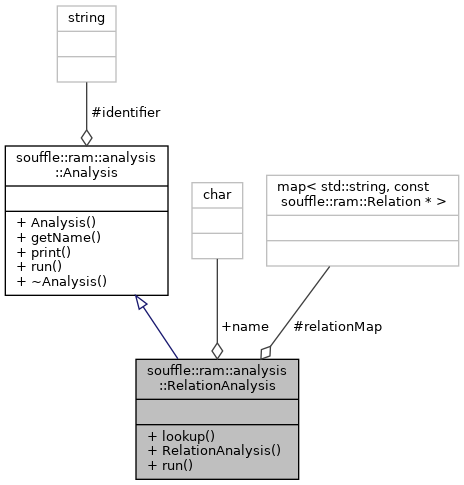 string
#identifier
souffle::ram::analysis
::Analysis
+ Analysis()
+ getName()
+ print()
+ run()
+ ~Analysis()
char
map< std::string, const
souffle::ram::Relation * >
+name
#relationMap
souffle::ram::analysis
::RelationAnalysis
+ lookup()
+ RelationAnalysis()
+ run()